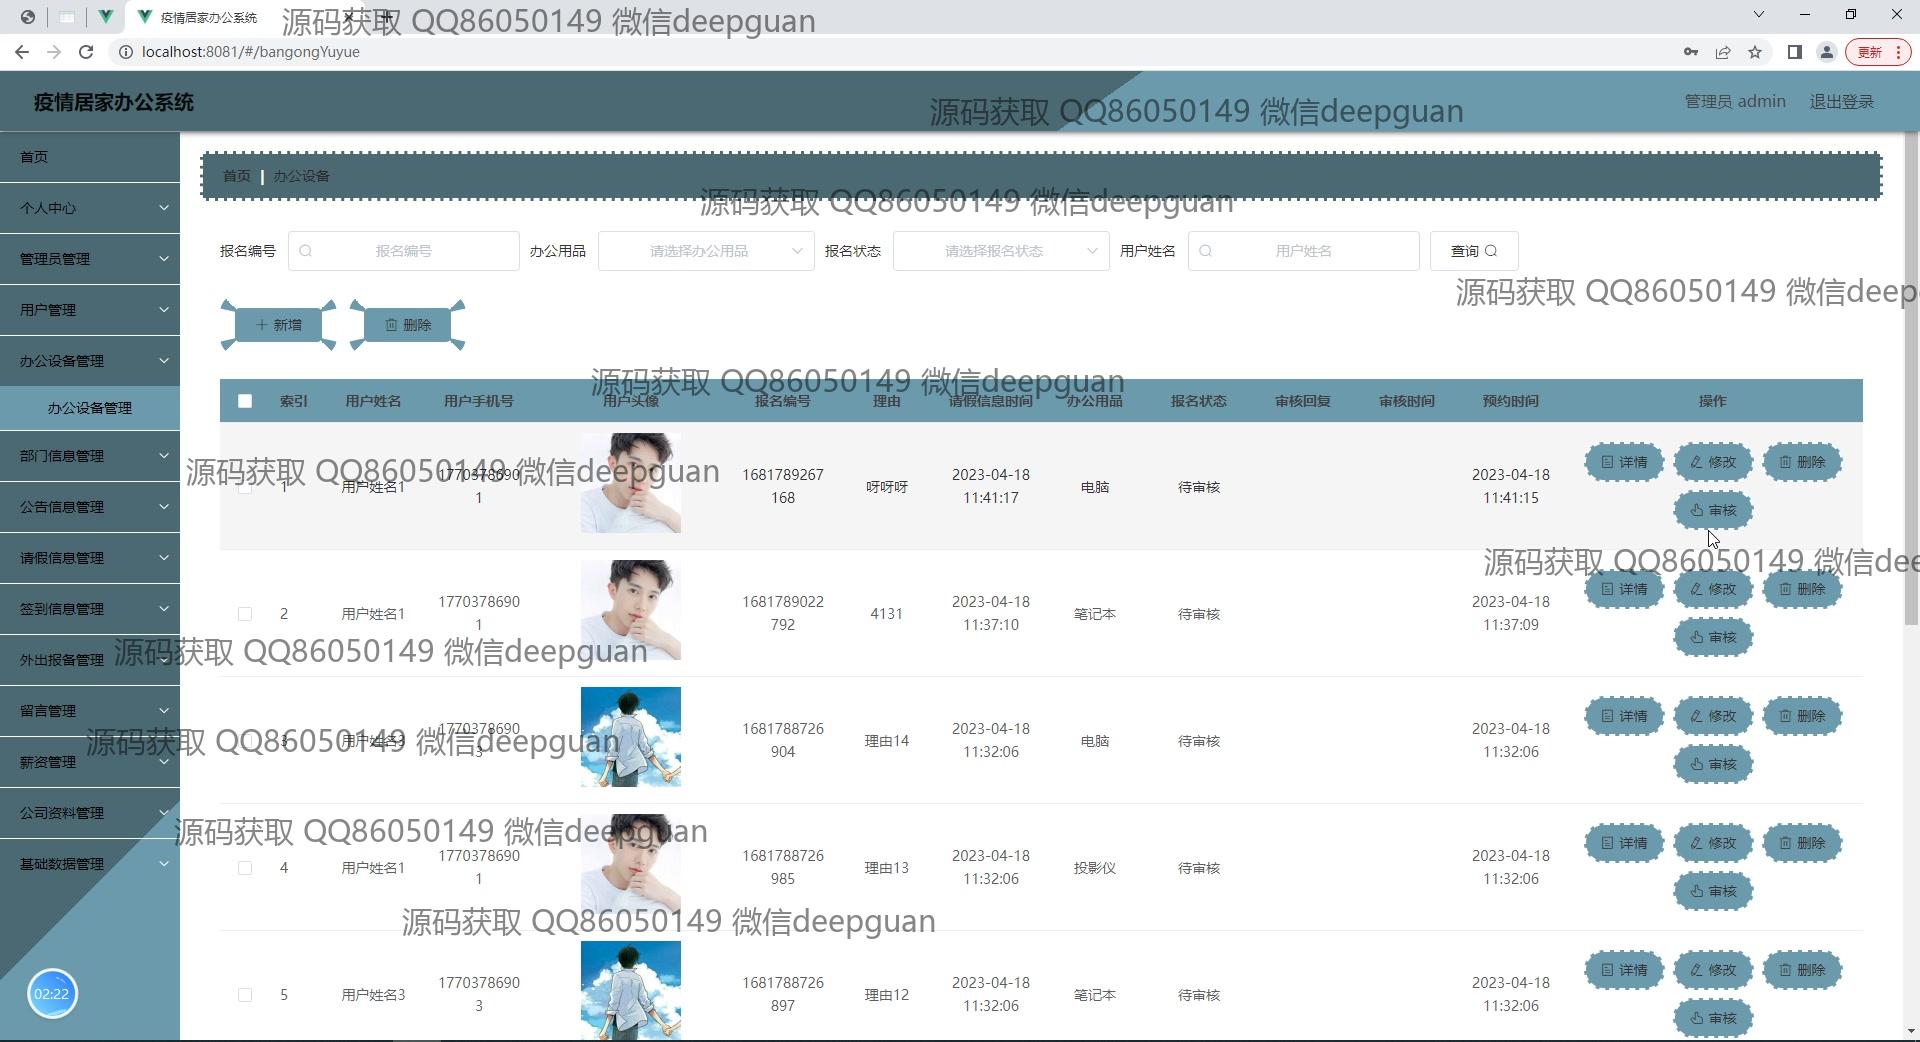 疫情居家办公系统
源码获取 QQ86050149 微信deepguan
localhost:8081/#/bangongYuyue
更新
疫情居家办公系统
源码获取 QQ86050149 微信deepguan
管理员 admin
退出登录
首页
个人中心
管理员管理
用户管理
办公设备管理
办公设备管理
部门信息管理
公告信息管理
请假信息管理
签到信息管理
外出报备管理
留言管理
薪资管理
公司资料管理
基础数据管理
02:22
首页 | 办公设备
源码获取 QQ86050149 微信deepguan
报名编号 报名编号 办公用品 请选择办公用品 报名状态 请选择报名状态 用户姓名 用户姓名 查询
源码获取 QQ86050149 微信deep
新增 删除
源码获取 QQ86050149 微信deepguan
索引 用户姓名 用户手机号 用户头像 报名编号 理由 请假信息时间 办公用品 报名状态 审核回复 审核时间 预约时间 操作
源码获取 QQ86050149 微信deepguan
1 用户姓名1 17703786901 1681789267168 呀呀呀 2023-04-18 11:41:17 电脑 待审核 2023-04-18 11:41:15 详情 修改 删除 审核
源码获取 QQ86050149 微信dee
2 用户姓名1 17703786901 1681789022792 4131 2023-04-18 11:37:10 笔记本 待审核 2023-04-18 11:37:09 详情 修改 删除 审核
源码获取 QQ86050149 微信deepguan
3 用户姓名3 17703786903 1681788726904 理由14 2023-04-18 11:32:06 电脑 待审核 2023-04-18 11:32:06 详情 修改 删除 审核
源码获取 QQ86050149 微信deepguan
4 用户姓名1 17703786901 1681788726985 理由13 2023-04-18 11:32:06 投影仪 待审核 2023-04-18 11:32:06 详情 修改 删除 审核
源码获取 QQ86050149 微信deepguan
源码获取 QQ86050149 微信deepguan
5 用户姓名3 17703786903 1681788726897 理由12 2023-04-18 11:32:06 笔记本 待审核 2023-04-18 11:32:06 详情 修改 删除 审核